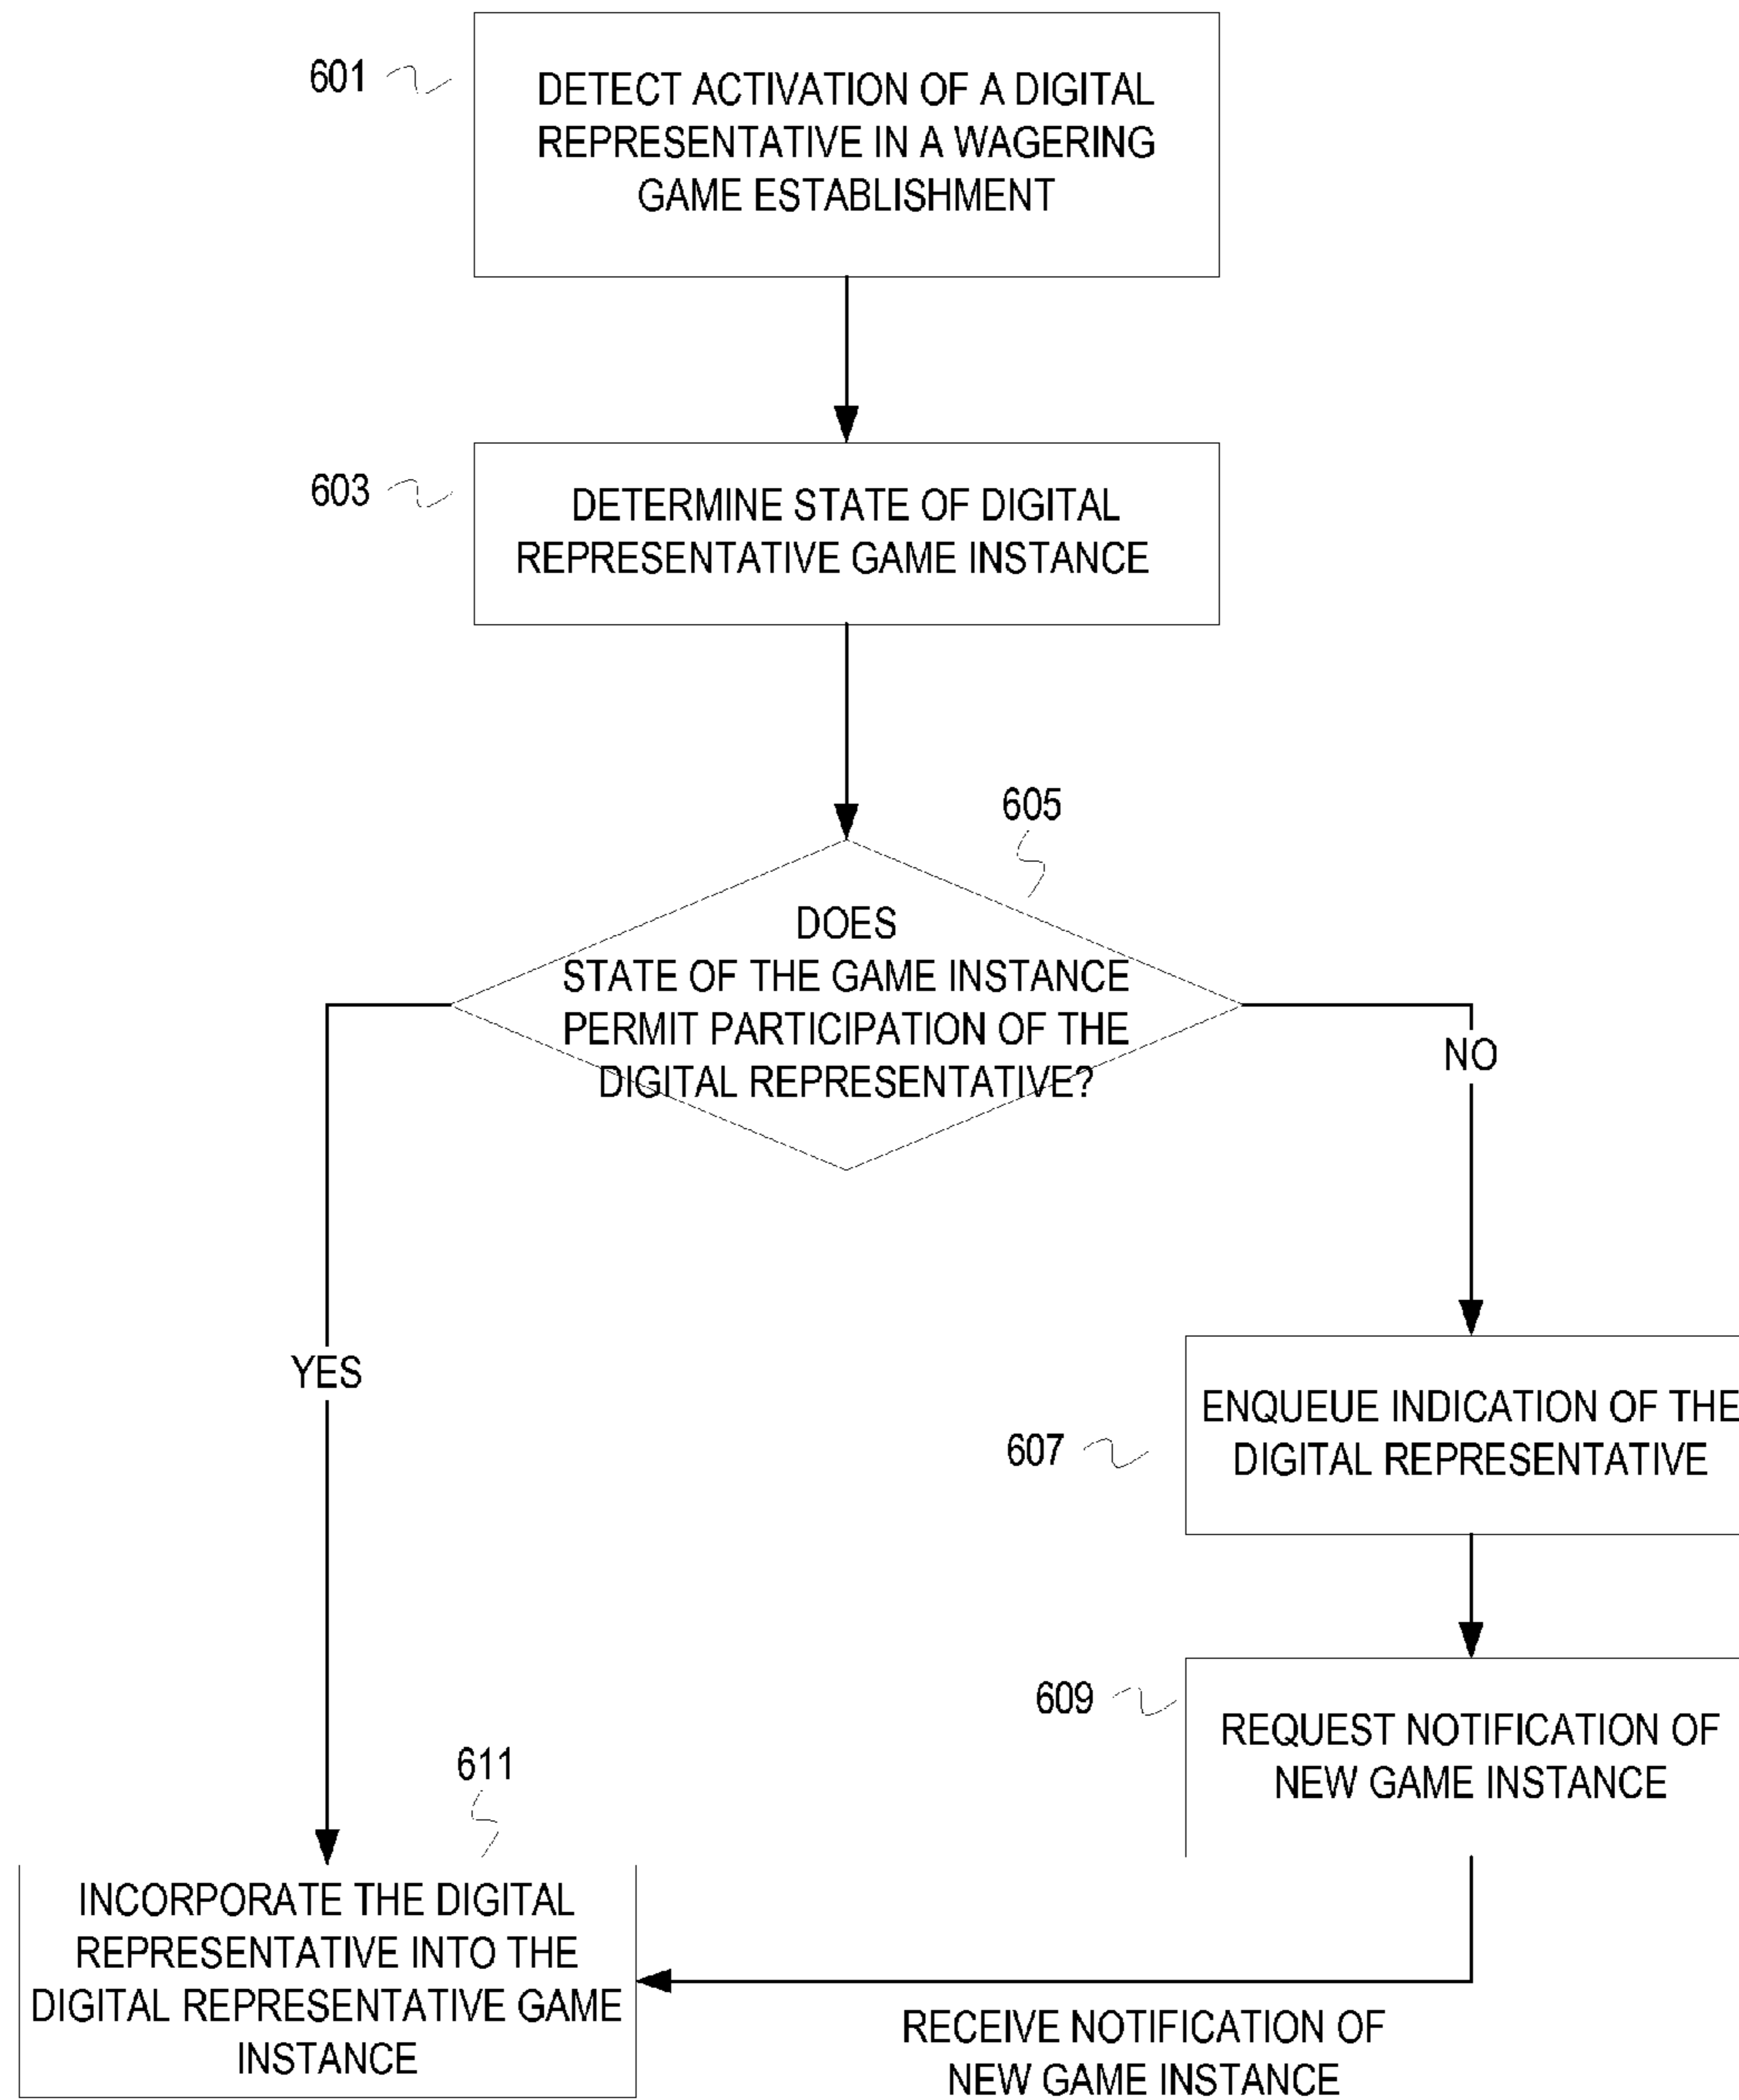 601
DETECT ACTIVATION OF A DIGITAL
REPRESENTATIVE IN A WAGERING
GAME ESTABLISHMENT
603
DETERMINE STATE OF DIGITAL
REPRESENTATIVE GAME INSTANCE
605
DOES
STATE OF THE GAME INSTANCE
PERMIT PARTICIPATION OF THE
DIGITAL REPRESENTATIVE?
NO
YES
607
ENQUEUE INDICATION OF THE
DIGITAL REPRESENTATIVE
609
REQUEST NOTIFICATION OF
NEW GAME INSTANCE
611
INCORPORATE THE DIGITAL
REPRESENTATIVE INTO THE
DIGITAL REPRESENTATIVE GAME
INSTANCE
RECEIVE NOTIFICATION OF
NEW GAME INSTANCE